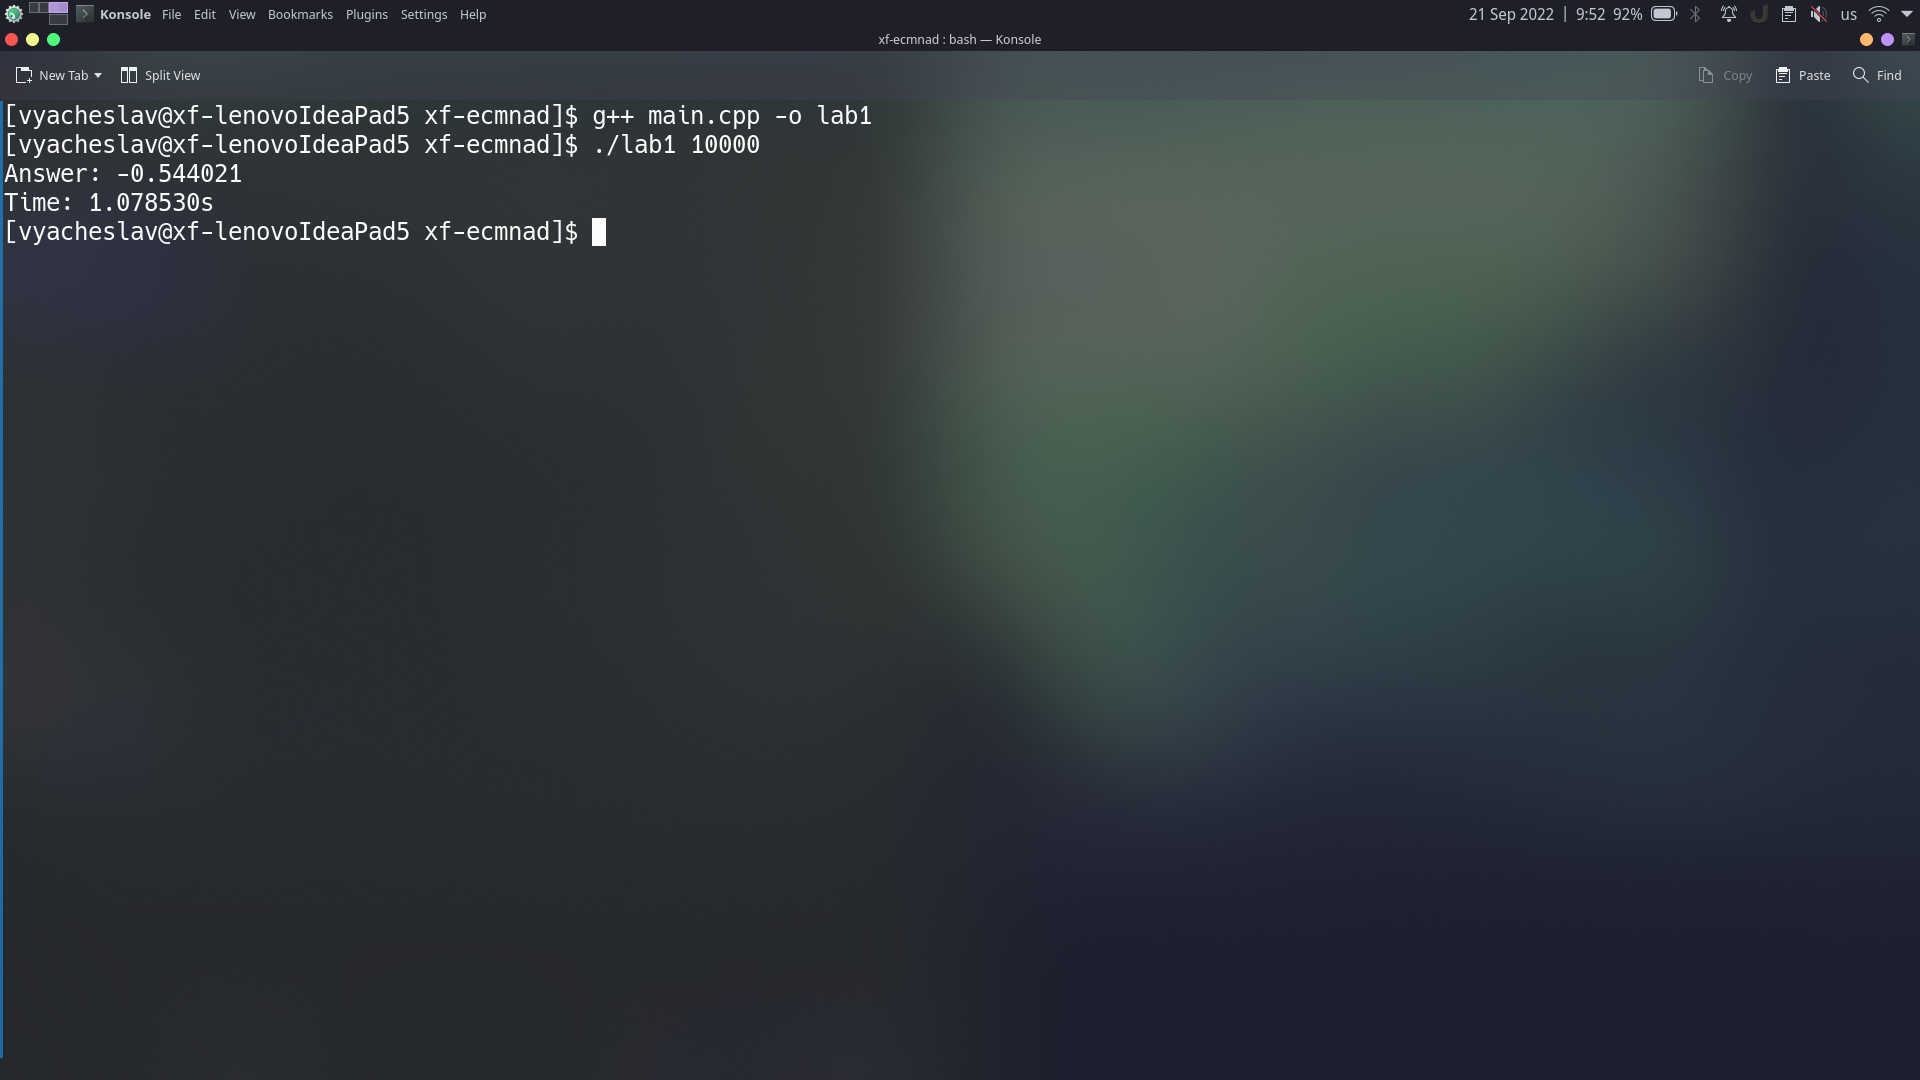 Konsole File Edit View Bookmarks Plugins Settings Help 21 Sep 2022 | 9:52 92% us
xf-ecmnad : bash — Konsole
New Tab Split View Copy Paste Find
[vyacheslav@xf-lenovoIdeaPad5 xf-ecmnad]$ g++ main.cpp -o lab1
[vyacheslav@xf-lenovoIdeaPad5 xf-ecmnad]$ ./lab1 10000
Answer: -0.544021
Time: 1.078530s
[vyacheslav@xf-lenovoIdeaPad5 xf-ecmnad]$